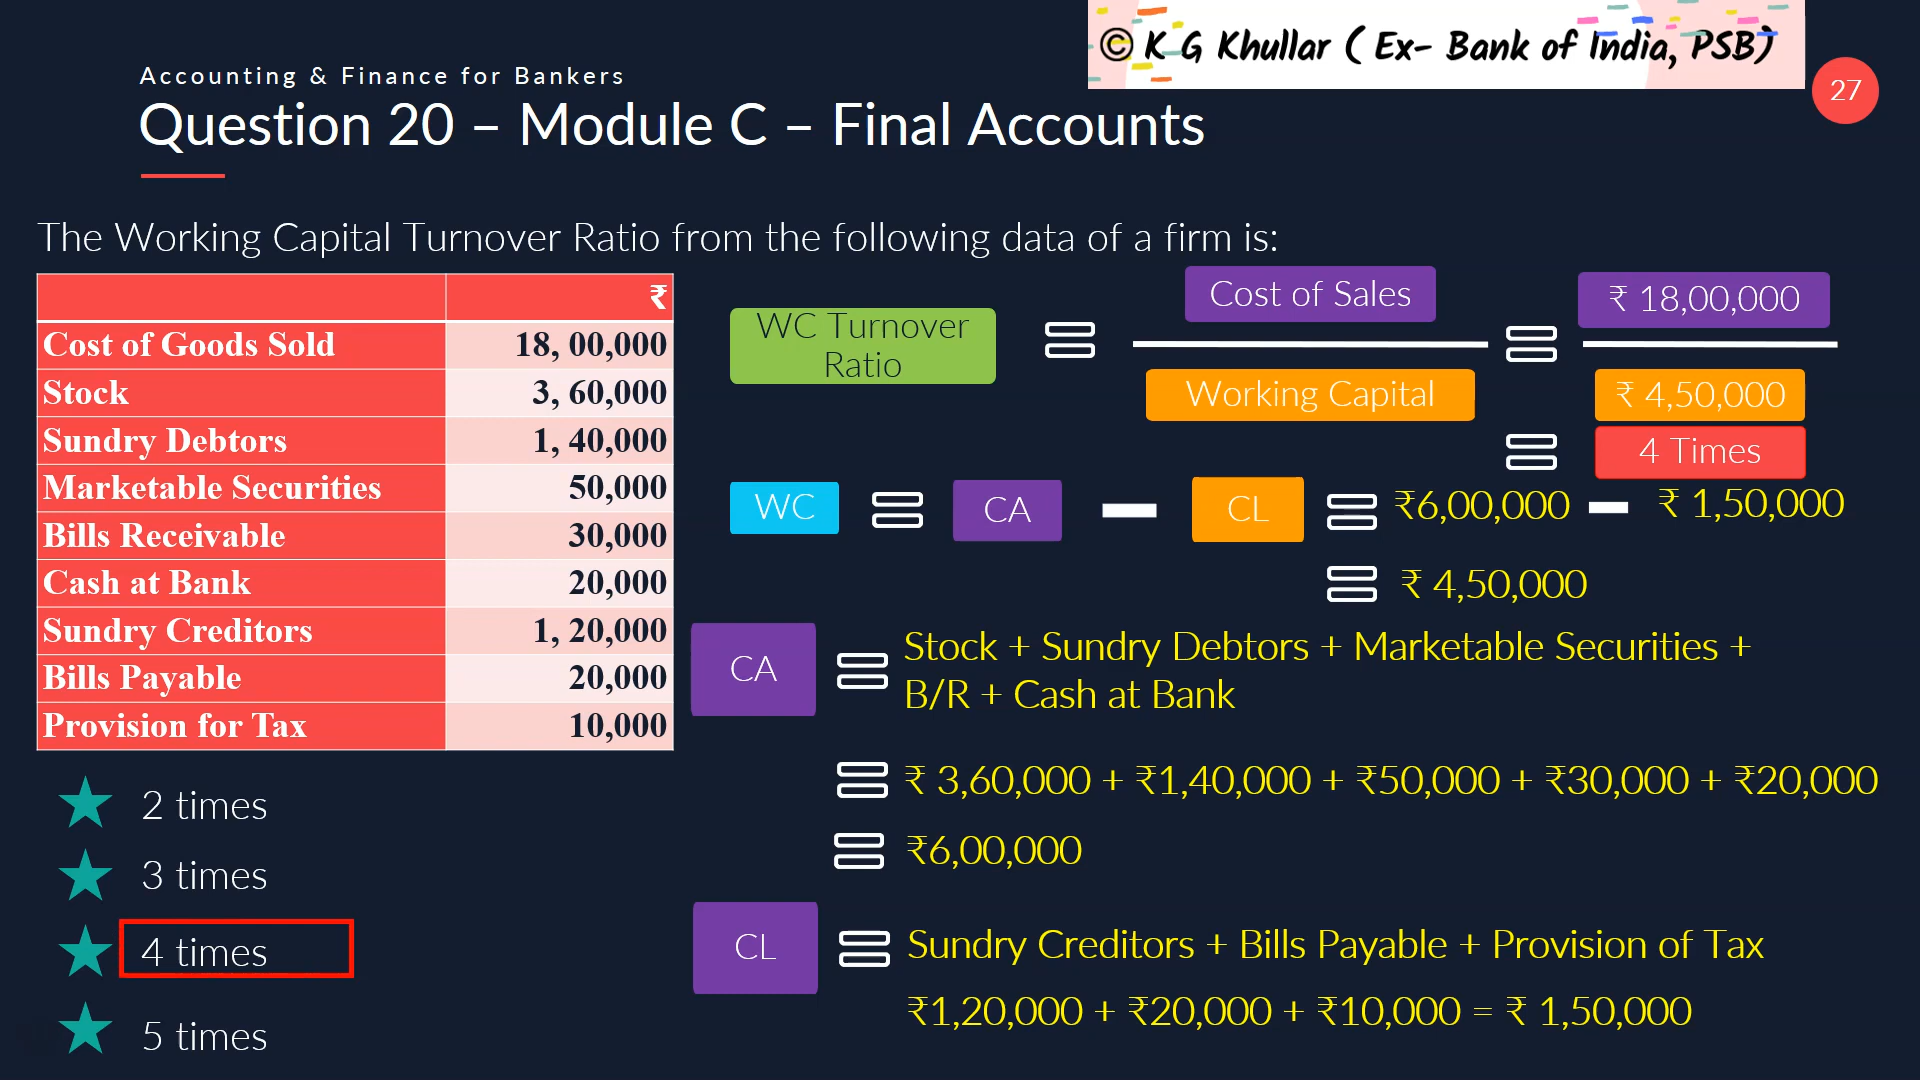 © K G Khullar ( Ex- Bank of India, PSB)
27
Accounting & Finance for Bankers
Question 20 – Module C – Final Accounts
The Working Capital Turnover Ratio from the following data of a firm is:
₹
Cost of Goods Sold 18, 00,000
Stock 3, 60,000
Sundry Debtors 1, 40,000
Marketable Securities 50,000
Bills Receivable 30,000
Cash at Bank 20,000
Sundry Creditors 1, 20,000
Bills Payable 20,000
Provision for Tax 10,000
2 times
3 times
4 times
5 times
WC Turnover
Ratio
Cost of Sales
Working Capital
₹ 18,00,000
₹ 4,50,000
4 Times
WC CA CL ₹6,00,000 ₹ 1,50,000
₹ 4,50,000
CA
Stock + Sundry Debtors + Marketable Securities +
B/R + Cash at Bank
₹ 3,60,000 + ₹1,40,000 + ₹50,000 + ₹30,000 + ₹20,000
₹6,00,000
CL
Sundry Creditors + Bills Payable + Provision of Tax
₹1,20,000 + ₹20,000 + ₹10,000 = ₹ 1,50,000